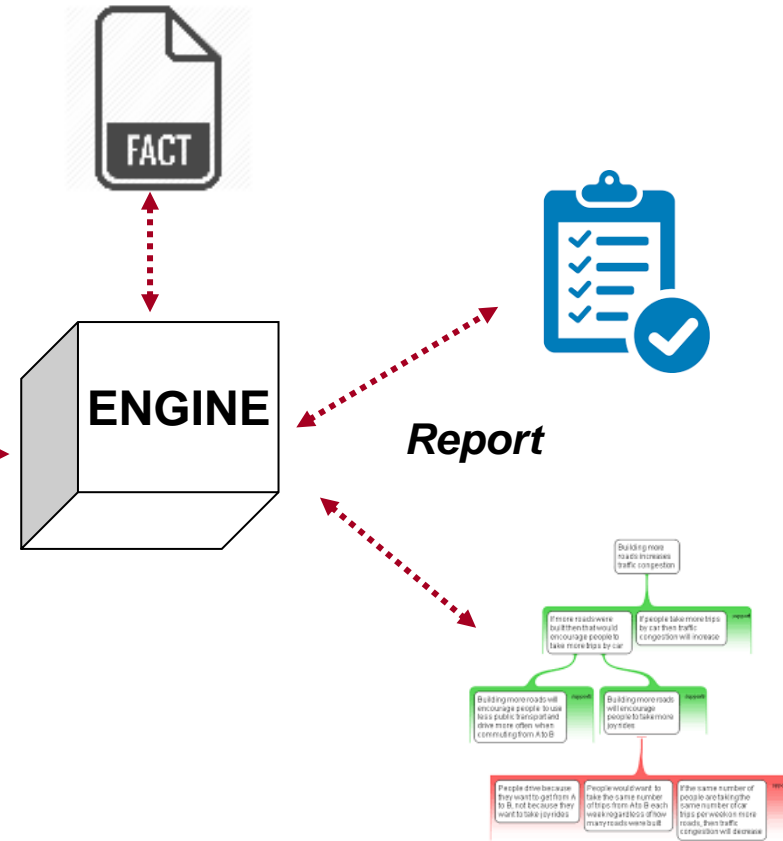 FACT
ENGINE
Report
Building more
roads increases
traffic congestion
If more roads were
built then that would
encourage people to
take more trips by car
If people take more trips
by car then traffic
congestion will increase
support
Building more roads will
encourage people to use
less public transport and
drive more often when
commuting from A to B
support
Building more roads
will encourage
people to take more
joyrides
support
People drive because
they want to get from A
to B, not because they
want to take joyrides
People would want to
take the same number
of trips from A to B each
week regardless of how
many roads were built
If the same number of
people are taking the
same number of car
trips per week on more
roads, then traffic
congestion will decrease